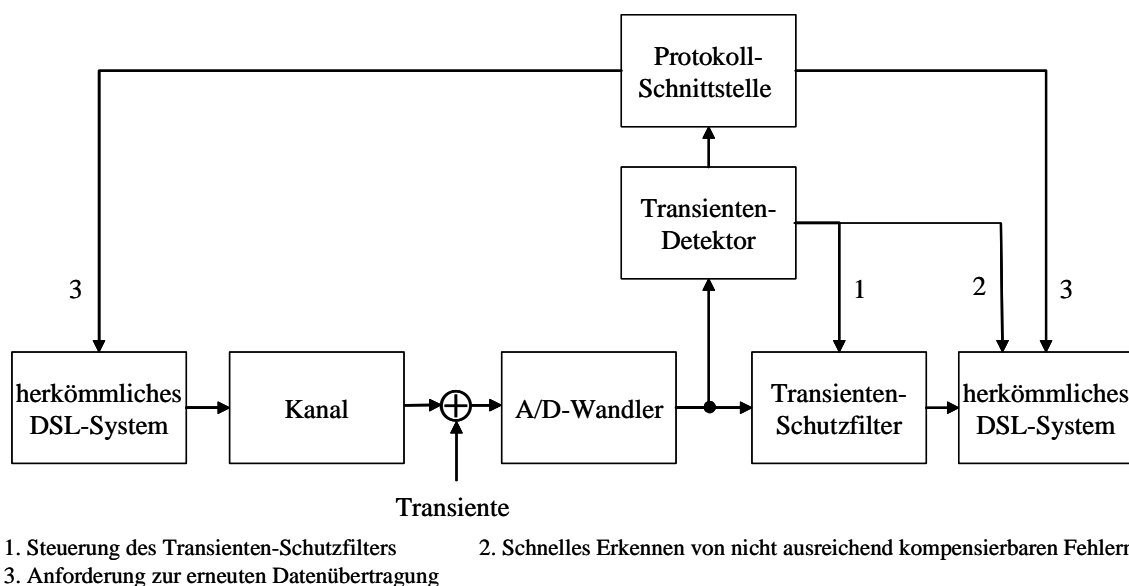 Protokoll-
Schnittstelle
Transienten-
Detektor
3
1
2
3
herkömmliches
DSL-System
Kanal
A/D-Wandler
Transienten-
Schutzfilter
herkömmliches
DSL-System
Transiente
1. Steuerung des Transienten-Schutzfilters
2. Schnelles Erkennen von nicht ausreichend kompensierbaren Fehlern
3. Anforderung zur erneuten Datenübertragung